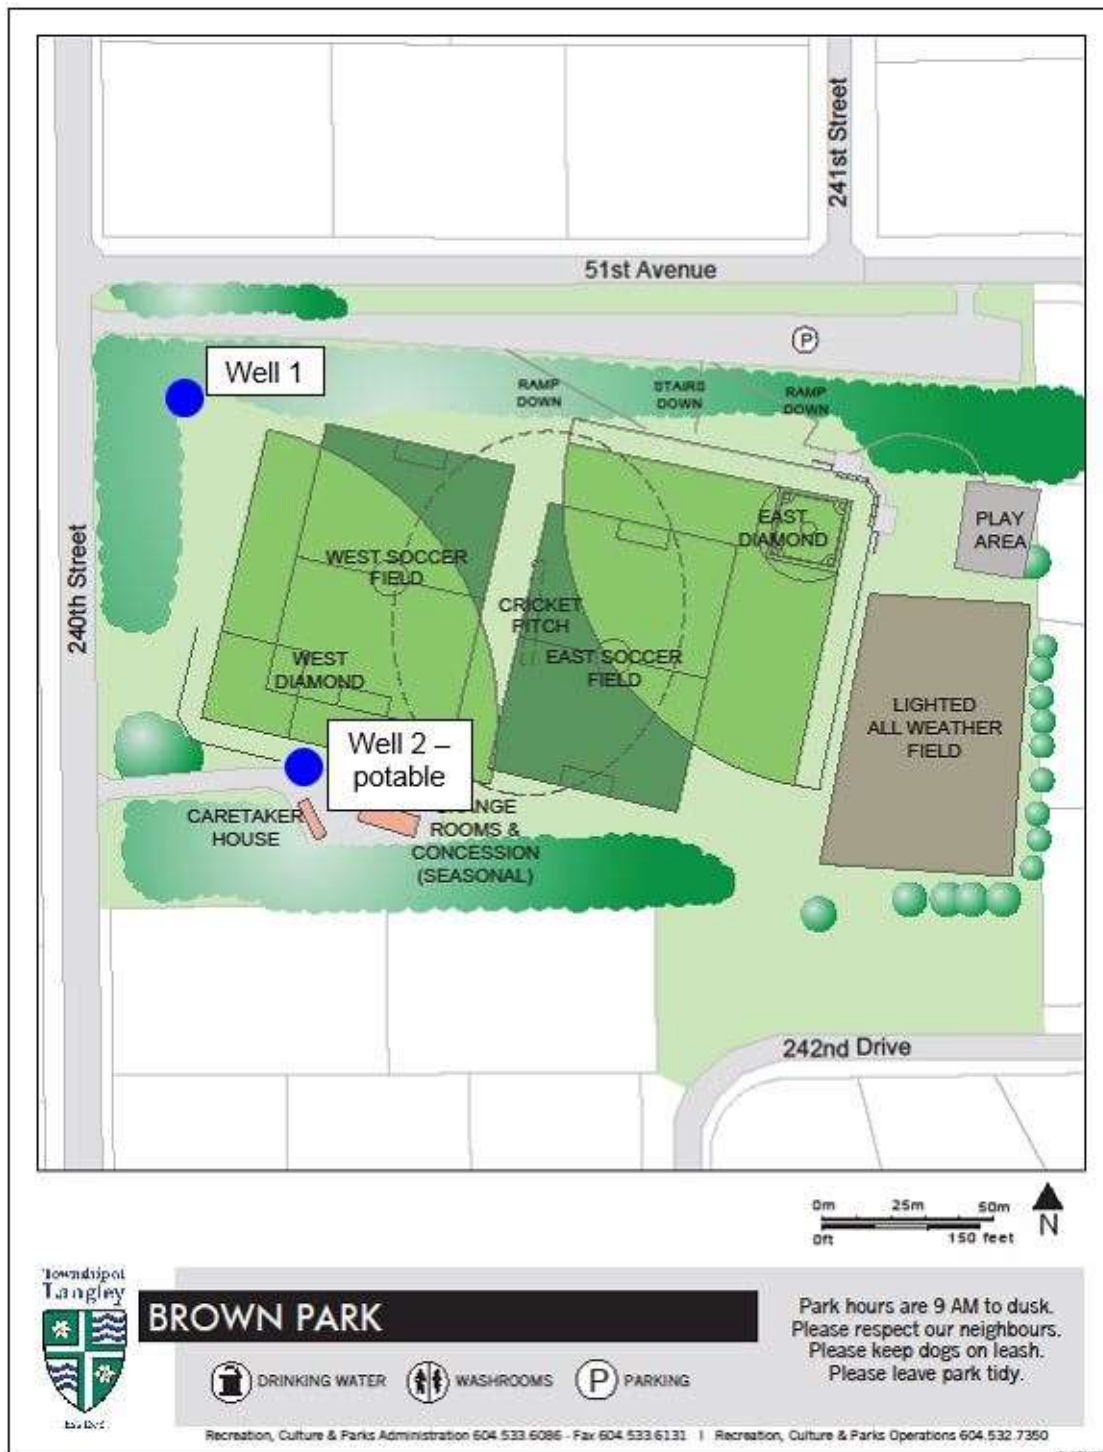 241st Street
51st Avenue
P
Well 1
RAMP
DOWN
STAIRS
DOWN
RAMP
DOWN
EAST
DIAMOND
PLAY
AREA
240th Street
WEST SOCCER
FIELD
CRICKET
PITCH
WEST
DIAMOND
EAST SOCCER
FIELD
LIGHTED
ALL WEATHER
FIELD
Well 2 –
potable
CARETAKER
HOUSE
ROOMS &
CONCESSION
(SEASONAL)
242nd Drive
0m 25m 50m
0ft 150 feet
N
Township of
Langley
BROWN PARK
DRINKING WATER
WASHROOMS
P PARKING
Park hours are 9 AM to dusk.
Please respect our neighbours.
Please keep dogs on leash.
Please leave park tidy.
Recreation, Culture & Parks Administration 604.533.6086 - Fax 604.533.6131 | Recreation, Culture & Parks Operations 604.532.7350